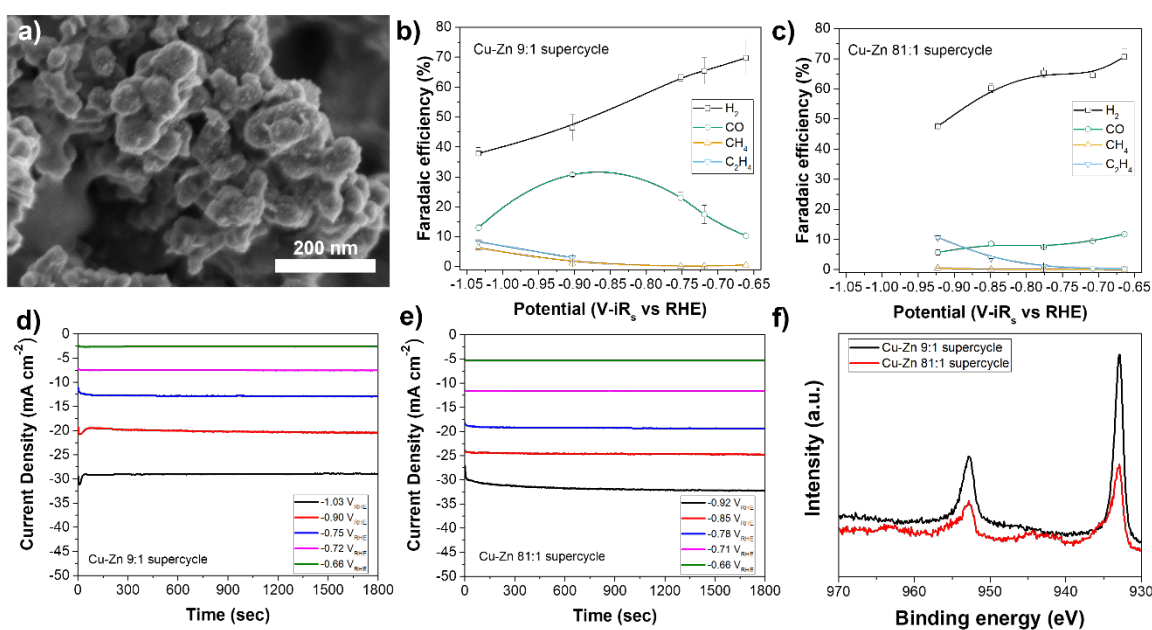 a)
200 nm
b)
Cu-Zn 9:1 supercycle
H2
CO
CH4
C2H4
Faradaic efficiency (%)
80
70
60
50
40
30
20
10
0
-1.05 -1.00 -0.95 -0.90 -0.85 -0.80 -0.75 -0.70 -0.65
Potential (V-iRs vs RHE)
c)
Cu-Zn 81:1 supercycle
H2
CO
CH4
C2H4
Faradaic efficiency (%)
80
70
60
50
40
30
20
10
0
-1.05 -1.00 -0.95 -0.90 -0.85 -0.80 -0.75 -0.70 -0.65
Potential (V-iRs vs RHE)
d)
Current Density (mA cm-2)
0
-5
-10
-15
-20
-25
-30
-35
-40
-45
-50
-1.03 VRHE
-0.90 VRHE
-0.75 VRHE
-0.72 VRHE
-0.66 VRHE
Cu-Zn 9:1 supercycle
0 300 600 900 1200 1500 1800
Time (sec)
e)
Current Density (mA cm-2)
0
-5
-10
-15
-20
-25
-30
-35
-40
-45
-50
-0.92 VRHE
-0.85 VRHE
-0.78 VRHE
-0.71 VRHE
-0.66 VRHE
Cu-Zn 81:1 supercycle
0 300 600 900 1200 1500 1800
Time (sec)
f)
Cu-Zn 9:1 supercycle
Cu-Zn 81:1 supercycle
Intensity (a.u.)
970 960 950 940 930
Binding energy (eV)